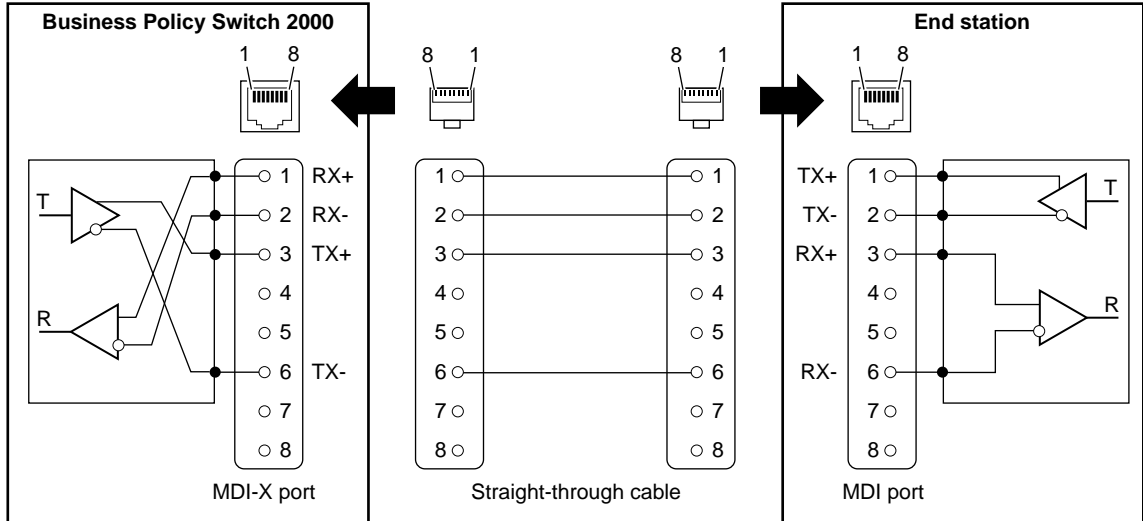 Business Policy Switch 2000
End station
1 8
8 1
8 1
1 8
T
R
1 RX+
2 RX-
3 TX+
4
5
6 TX-
7
8
MDI-X port
1 1
2 2
3 3
4 4
5 5
6 6
7 7
8 8
Straight-through cable
TX+ 1
TX- 2
RX+ 3
4
5
RX- 6
7
8
T
R
MDI port